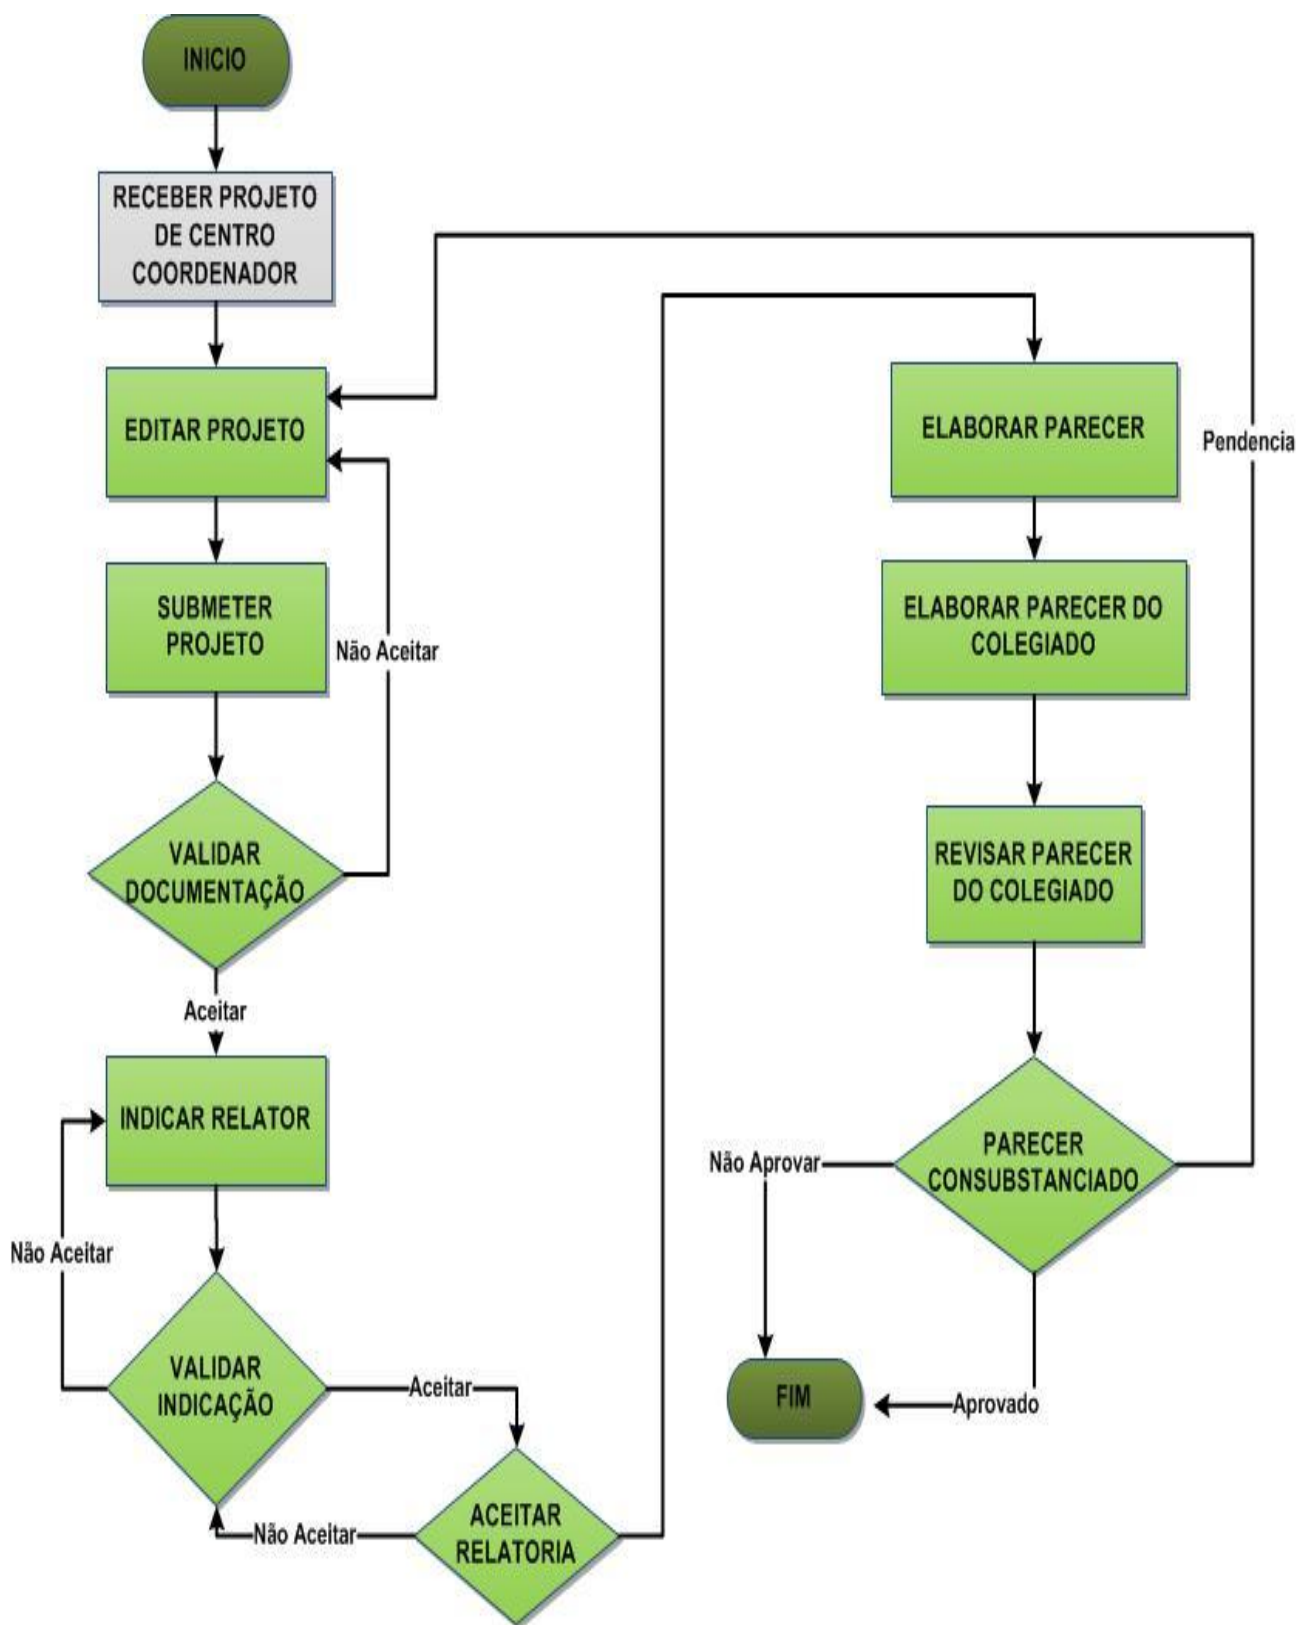 INICIO
RECEBER PROJETO
DE CENTRO
COORDENADOR
EDITAR PROJETO
SUBMETER
PROJETO
Não Aceitar
VALIDAR
DOCUMENTAÇÃO
Aceitar
INDICAR RELATOR
Não Aceitar
VALIDAR
INDICAÇÃO
Aceitar
Não Aceitar
ACEITAR
RELATORIA
ELABORAR PARECER
Pendencia
ELABORAR PARECER DO
COLEGIADO
REVISAR PARECER
DO COLEGIADO
PARECER
CONSUBSTANCIADO
Não Aprovar
Aprovado
FIM